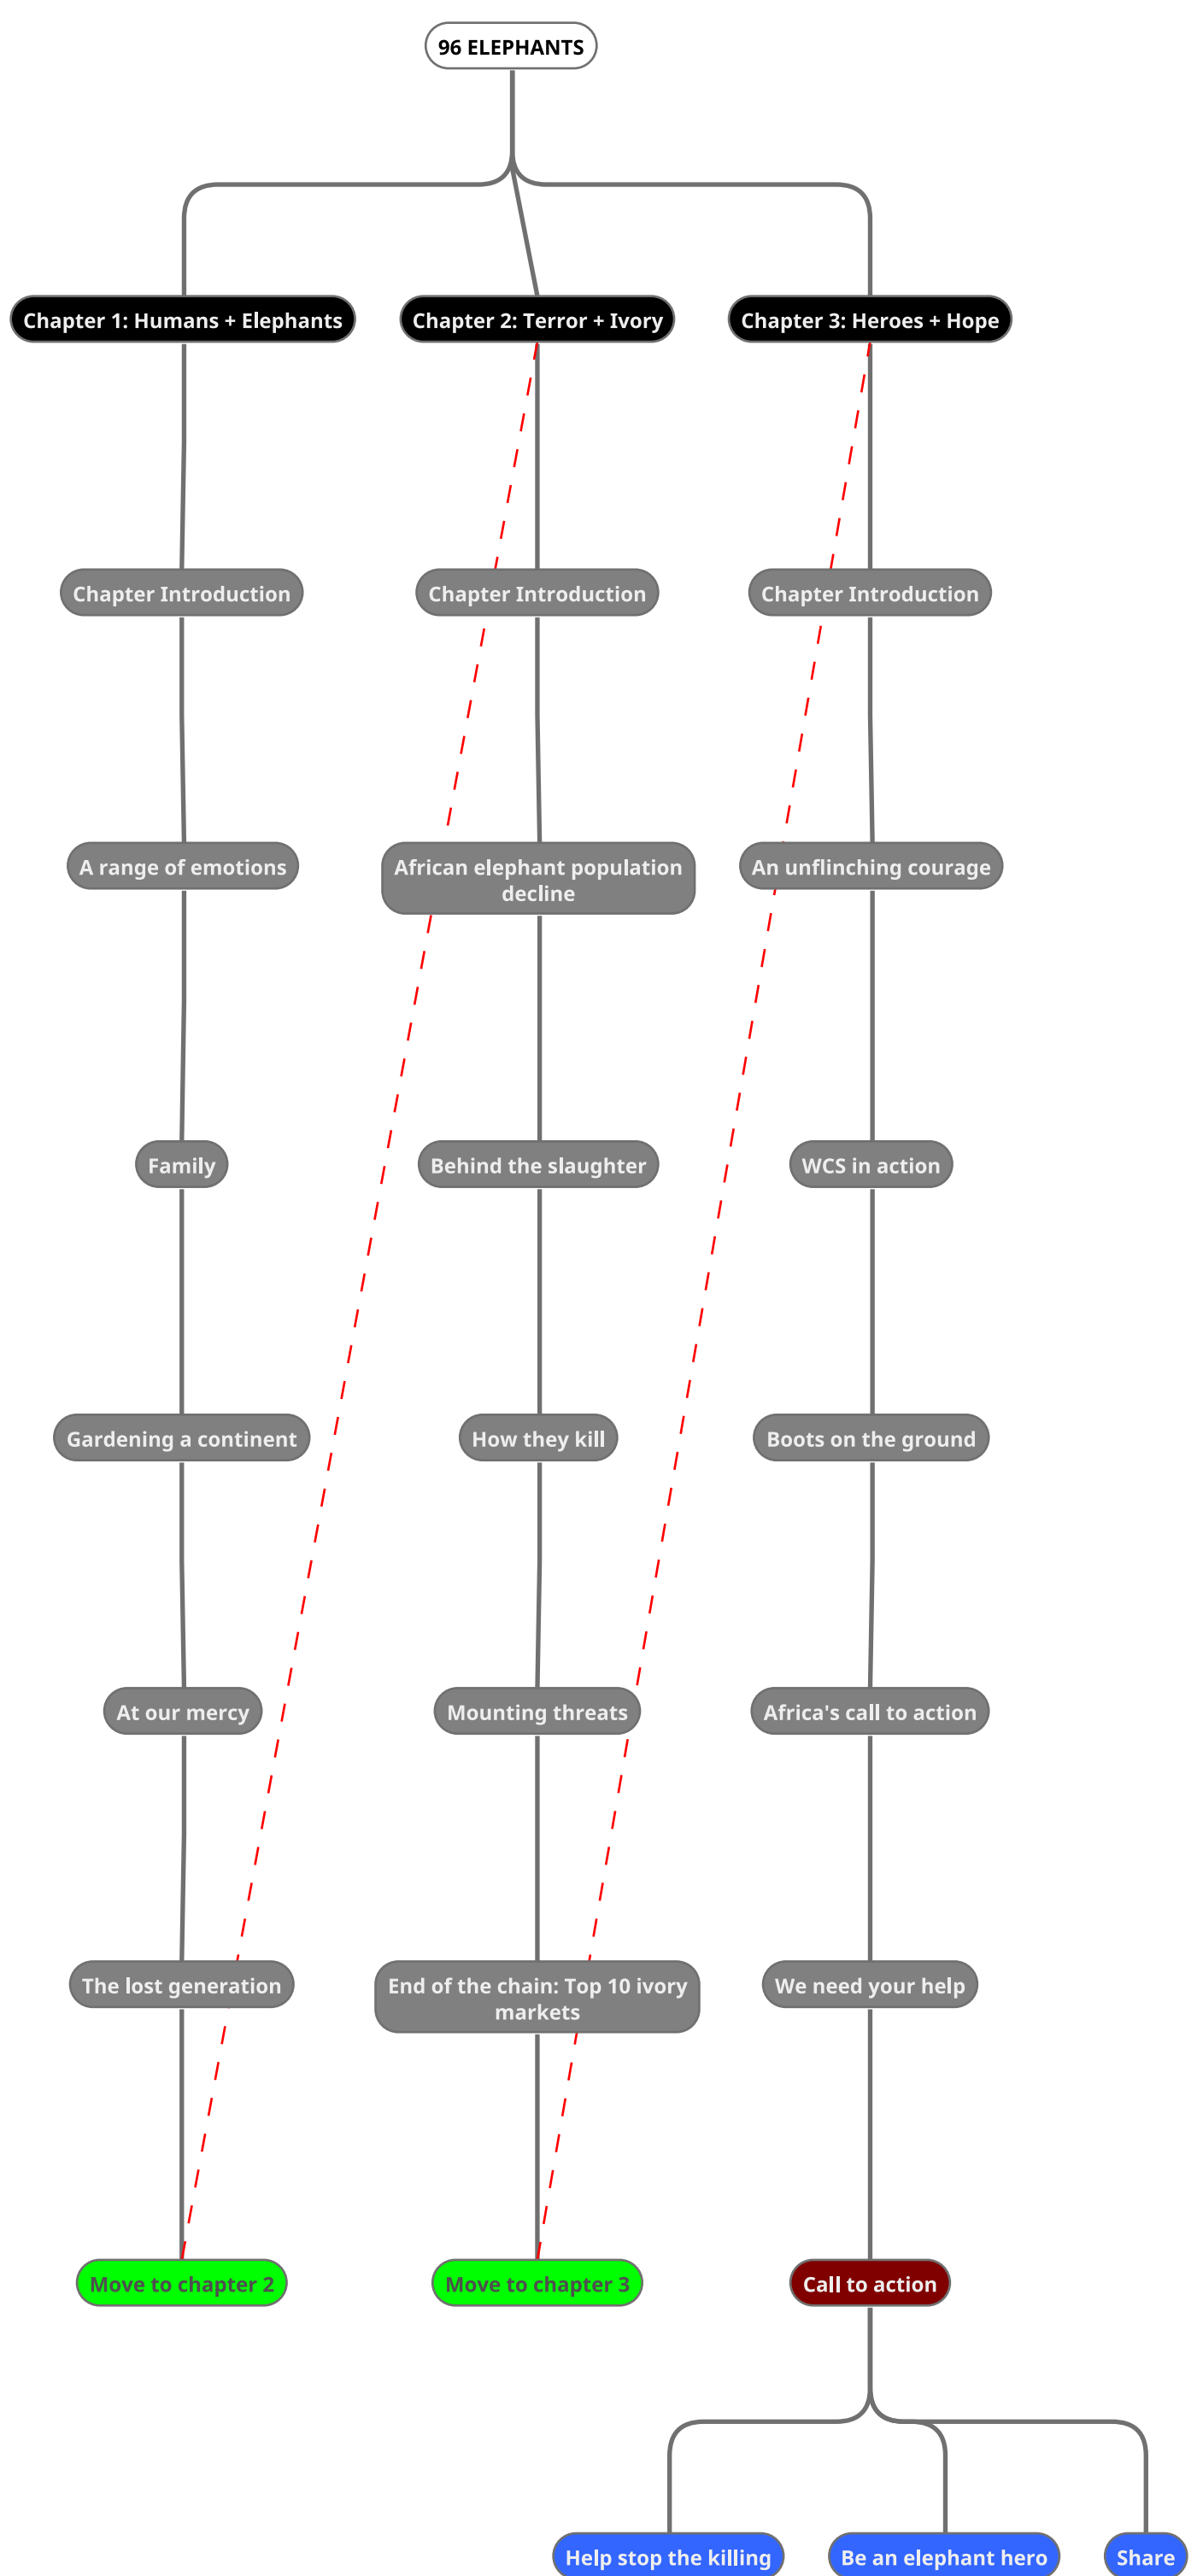 96 ELEPHANTS
Chapter 1: Humans + Elephants
Chapter 2: Terror + Ivory
Chapter 3: Heroes + Hope
Chapter Introduction
Chapter Introduction
Chapter Introduction
A range of emotions
African elephant population
decline
An unflinching courage
Family
Behind the slaughter
WCS in action
Gardening a continent
How they kill
Boots on the ground
At our mercy
Mounting threats
Africa's call to action
The lost generation
End of the chain: Top 10 ivory
markets
We need your help
Move to chapter 2
Move to chapter 3
Call to action
Help stop the killing
Be an elephant hero
Share